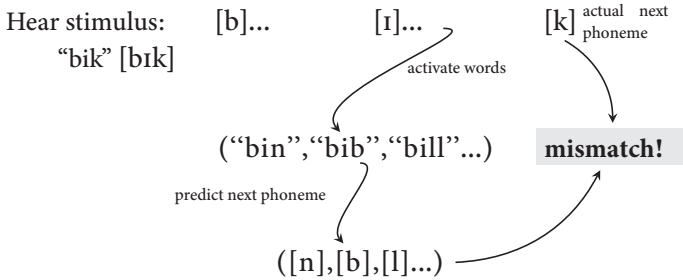 Hear stimulus: [b]... [ɪ]... [k] actual next phoneme
“bik” [bɪk]
activate words
(“bin”,“bib”,“bill”...) mismatch!
predict next phoneme
([n],[b],[l]...)